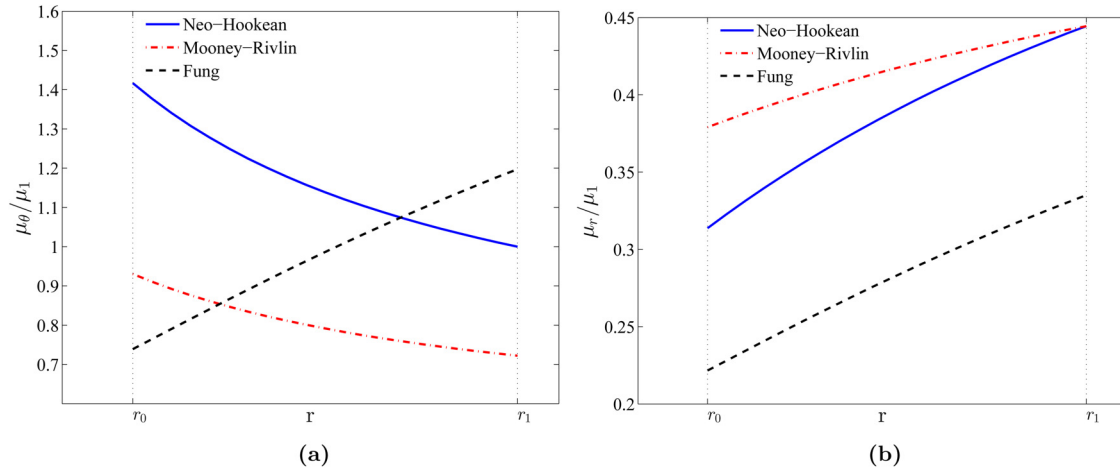 1.6
1.5
1.4
1.3
1.2
1.1
1
0.9
0.8
0.7
μθ/μ1
Neo−Hookean
Mooney−Rivlin
Fung
r0
r
r1
(a)
0.45
0.4
0.35
0.3
0.25
0.2
μr/μ1
Neo−Hookean
Mooney−Rivlin
Fung
r0
r
r1
(b)